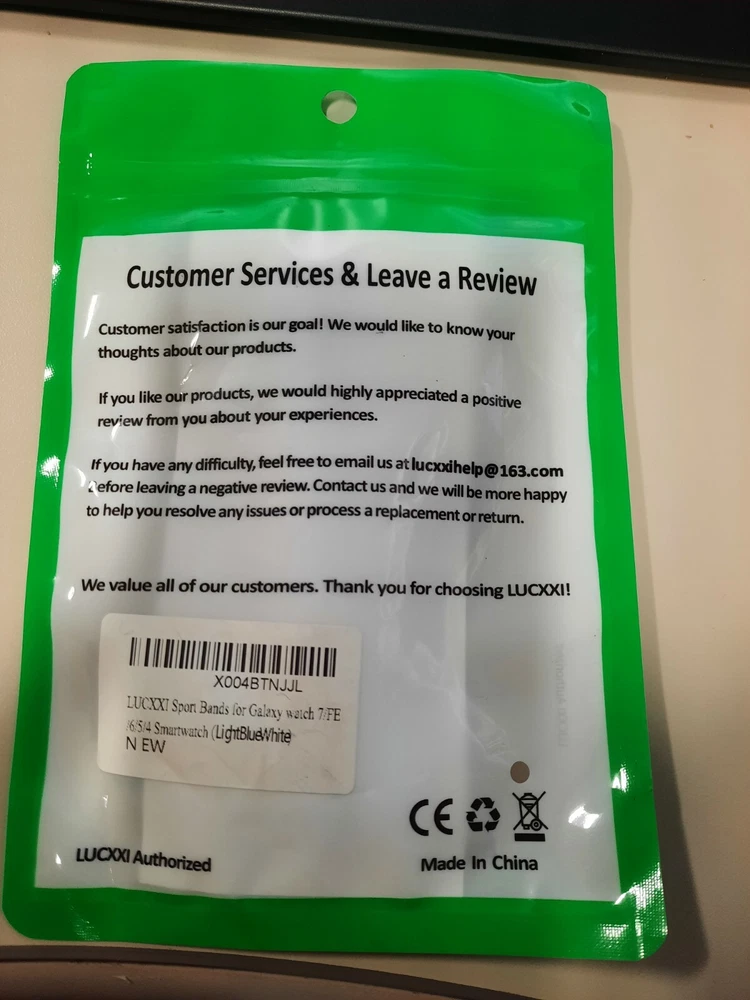 Customer Services & Leave a Review
Customer satisfaction is our goal! We would like to know your
thoughts about our products.
If you like our products, we would highly appreciated a positive
review from you about your experiences.
If you have any difficulty, feel free to email us at lucxxihelp@163.com
before leaving a negative review. Contact us and we will be more happy
to help you resolve any issues or process a replacement or return.
We value all of our customers. Thank you for choosing LUCXXI!
X004BTNJJL
LUCXXI Sport Bands for Galaxy watch 7/FE
/6/5/4 Smartwatch (LightBlueWhite)
N EW
CE
LUCXXI Authorized
Made In China